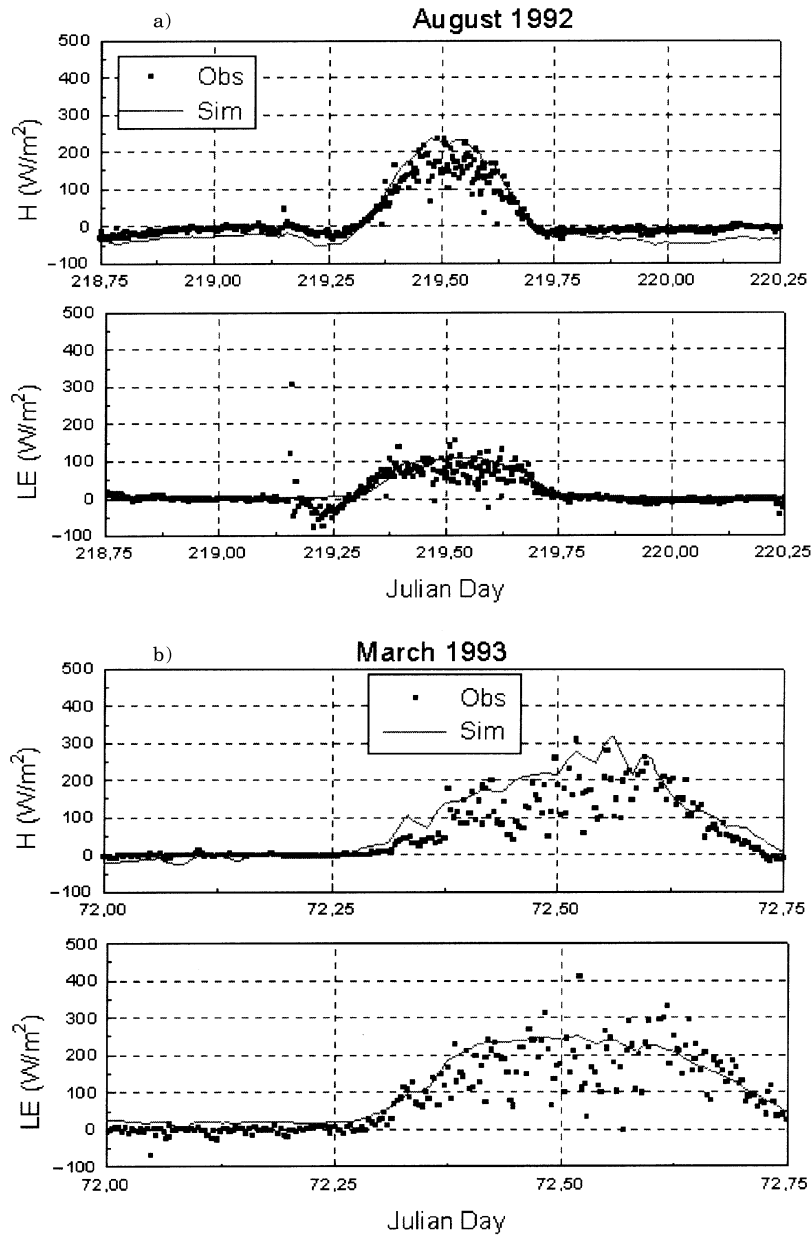 a) August 1992
500
400
300
200
100
0
−100
H (W/m²)
Obs
Sim
218,75 219,00 219,25 219,50 219,75 220,00 220,25
500
400
300
200
100
0
−100
LE (W/m²)
218,75 219,00 219,25 219,50 219,75 220,00 220,25
Julian Day
b) March 1993
500
400
300
200
100
0
−100
H (W/m²)
Obs
Sim
72,00 72,25 72,50 72,75
500
400
300
200
100
0
−100
LE (W/m²)
72,00 72,25 72,50 72,75
Julian Day